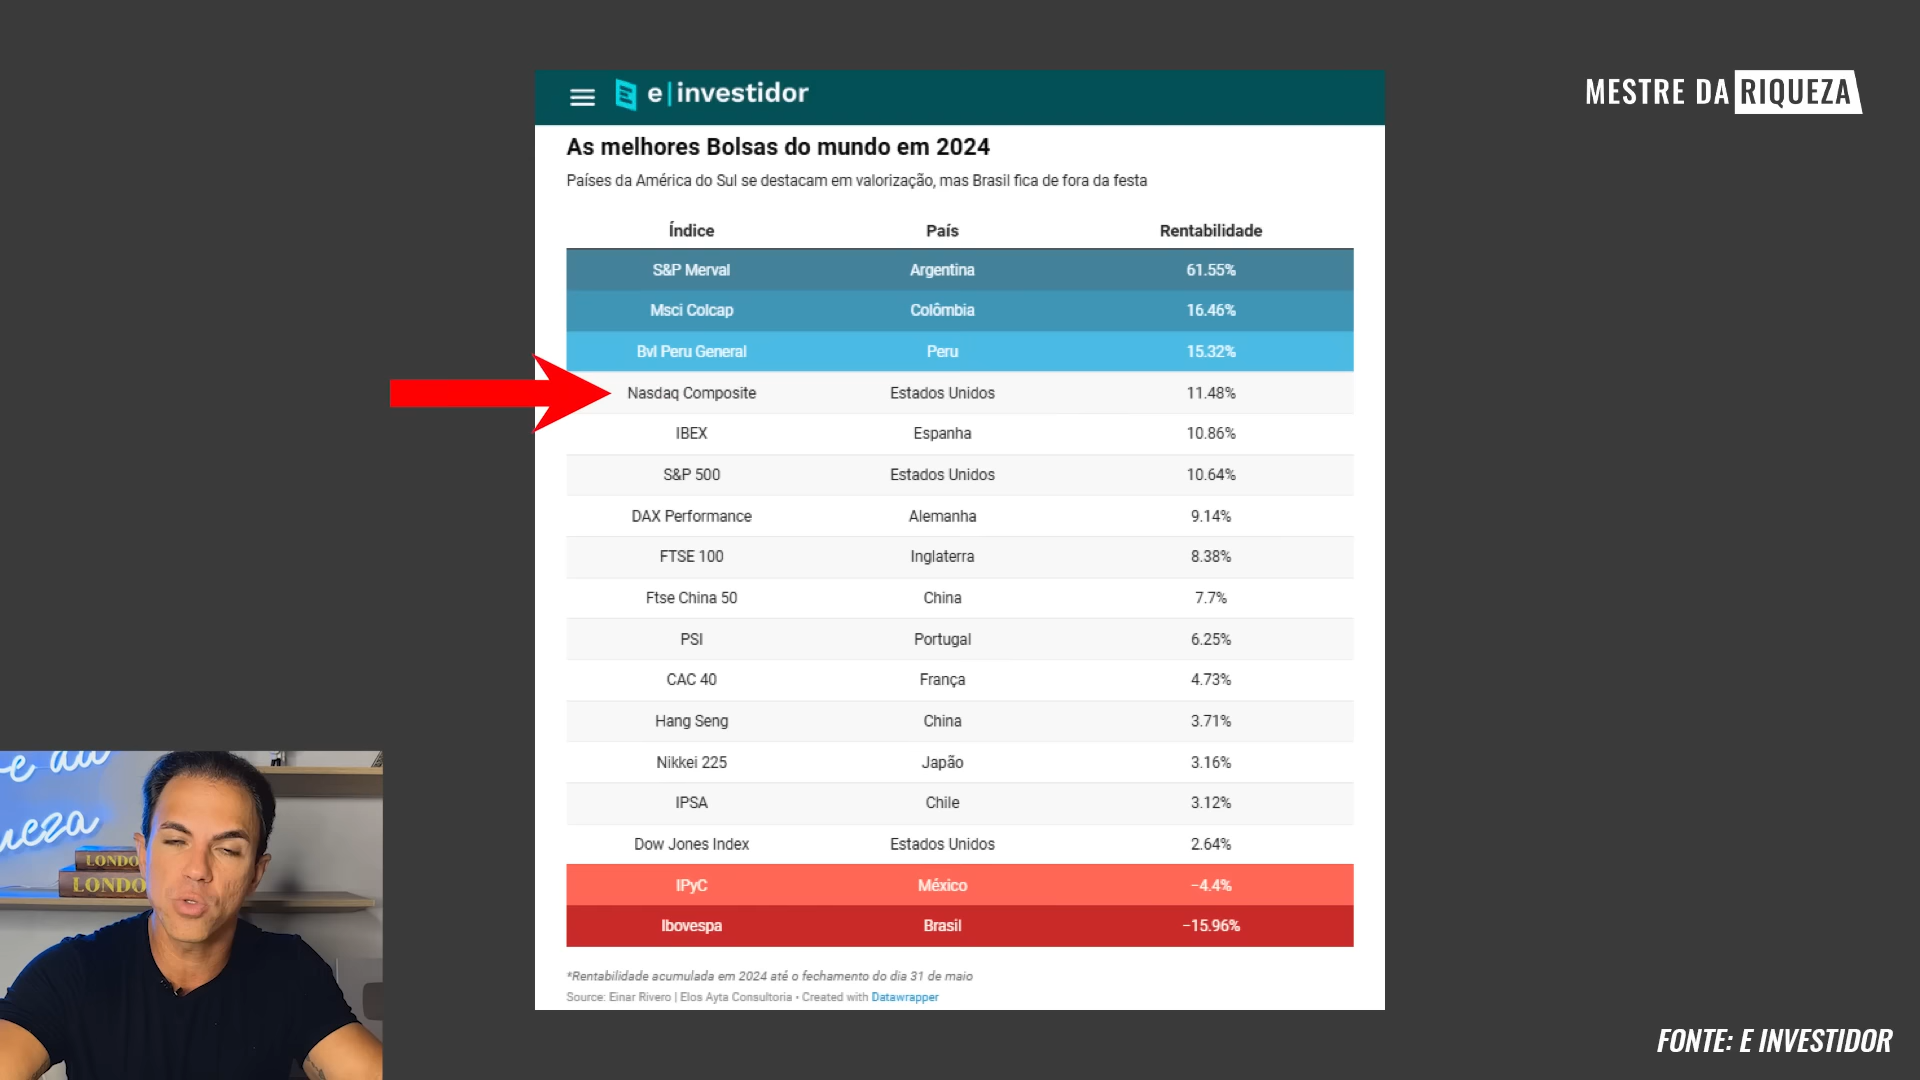 MESTRE DA RIQUEZA
e|investidor
As melhores Bolsas do mundo em 2024
Países da América do Sul se destacam em valorização, mas Brasil fica de fora da festa
Índice País Rentabilidade
S&P Merval Argentina 61.55%
Msci Colcap Colômbia 16.46%
Bvl Peru General Peru 15.32%
Nasdaq Composite Estados Unidos 11.48%
IBEX Espanha 10.86%
S&P 500 Estados Unidos 10.64%
DAX Performance Alemanha 9.14%
FTSE 100 Inglaterra 8.38%
Ftse China 50 China 7.7%
PSI Portugal 6.25%
CAC 40 França 4.73%
Hang Seng China 3.71%
Nikkei 225 Japão 3.16%
IPSA Chile 3.12%
Dow Jones Index Estados Unidos 2.64%
IPyC México −4.4%
Ibovespa Brasil −15.96%
*Rentabilidade acumulada em 2024 até o fechamento do dia 31 de maio
Source: Einar Rivero | Elos Ayta Consultoria • Created with Datawrapper
LONDO
LONDO
FONTE: E INVESTIDOR